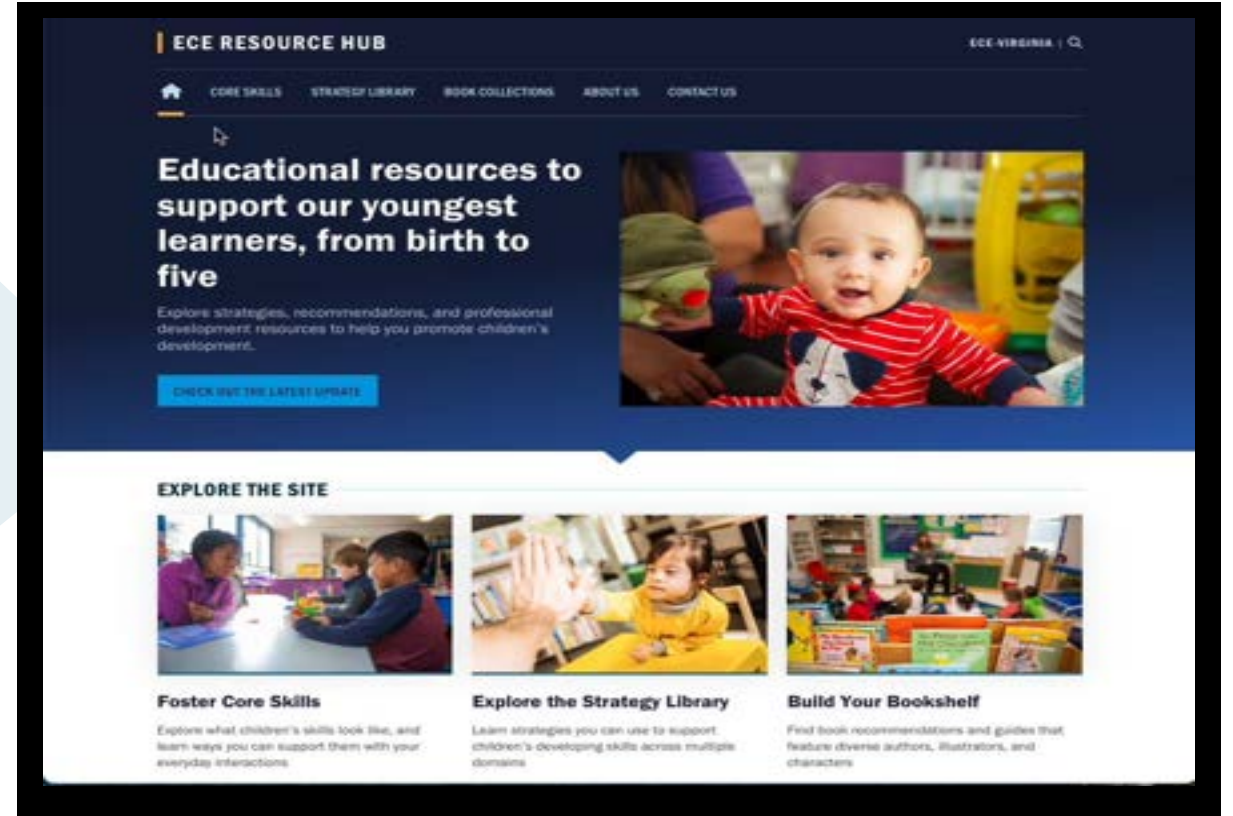 ECE RESOURCE HUB
ECE-VIRGINIA |
CORE SKILLS STRATEGY LIBRARY BOOK COLLECTIONS ABOUT US CONTACT US
Educational resources to
support our youngest
learners, from birth to
five
Explore strategies, recommendations, and professional
development resources to help you promote children's
development.
CHECK OUT THE LATEST UPDATE
EXPLORE THE SITE
Foster Core Skills
Explore what children's skills look like, and
learn ways you can support them with your
everyday interactions
Explore the Strategy Library
Learn strategies you can use to support
children's developing skills across multiple
domains
Build Your Bookshelf
Find book recommendations and guides that
feature diverse authors, illustrators, and
characters